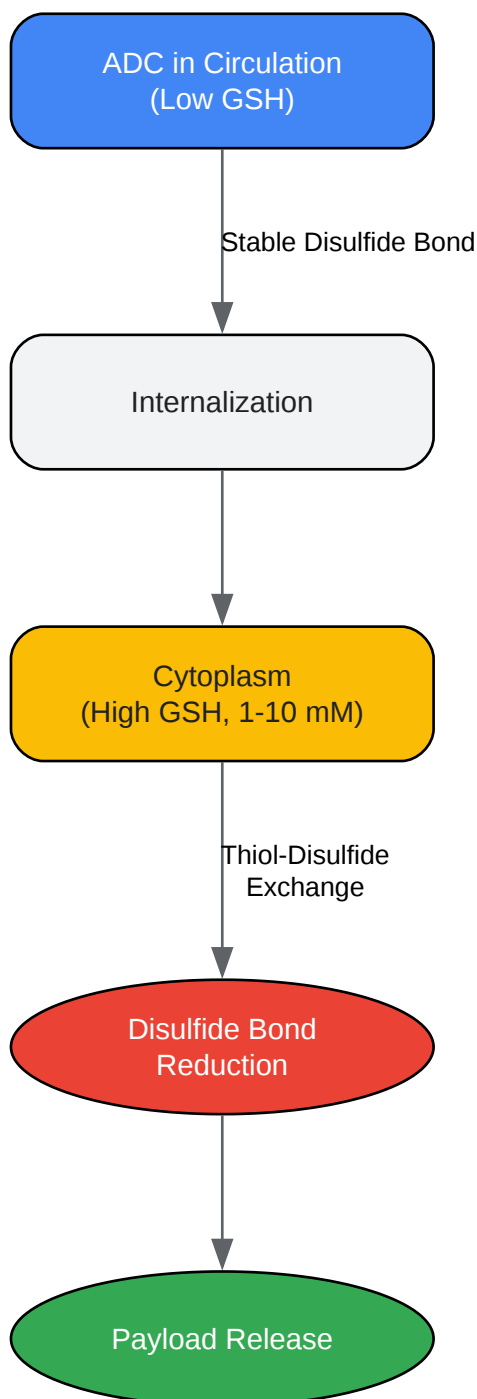 ADC in Circulation
(Low GSH)
Stable Disulfide Bond
Internalization
Cytoplasm
(High GSH, 1-10 mM)
Thiol-Disulfide
Exchange
Disulfide Bond
Reduction
Payload Release